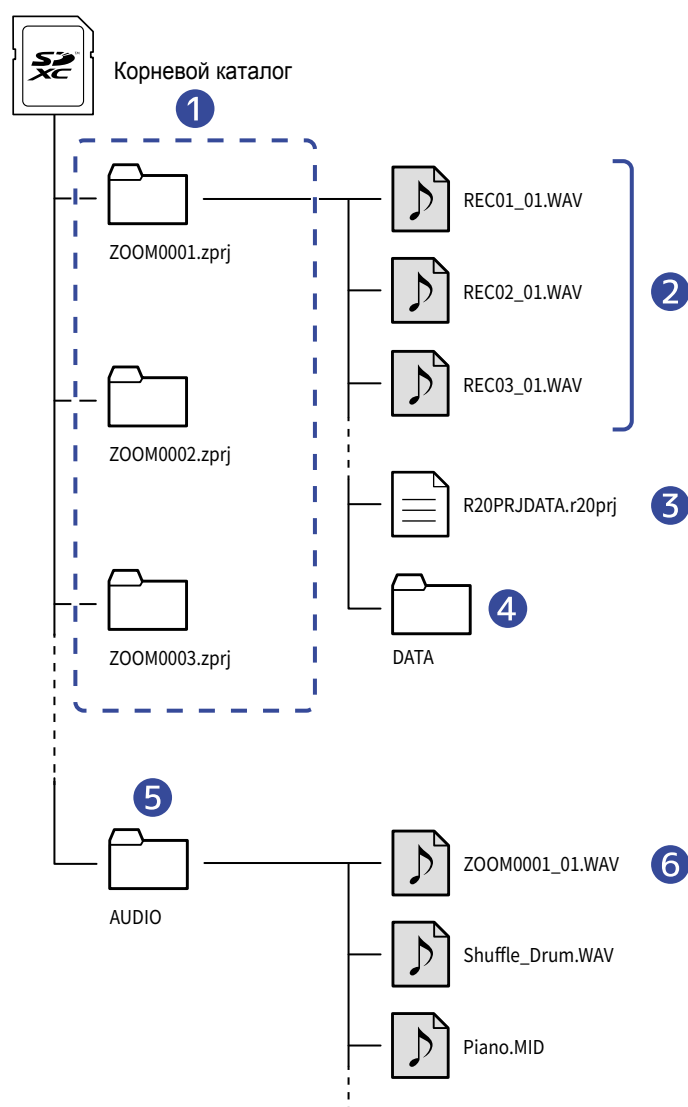 SD
XC
Корневой каталог
1
ZOOM0001.zprj
REC01_01.WAV
REC02_01.WAV
2
ZOOM0002.zprj
REC03_01.WAV
R20PRJDATA.r20prj
3
4
ZOOM0003.zprj
DATA
5
AUDIO
ZOOM0001_01.WAV
6
Shuffle_Drum.WAV
Piano.MID